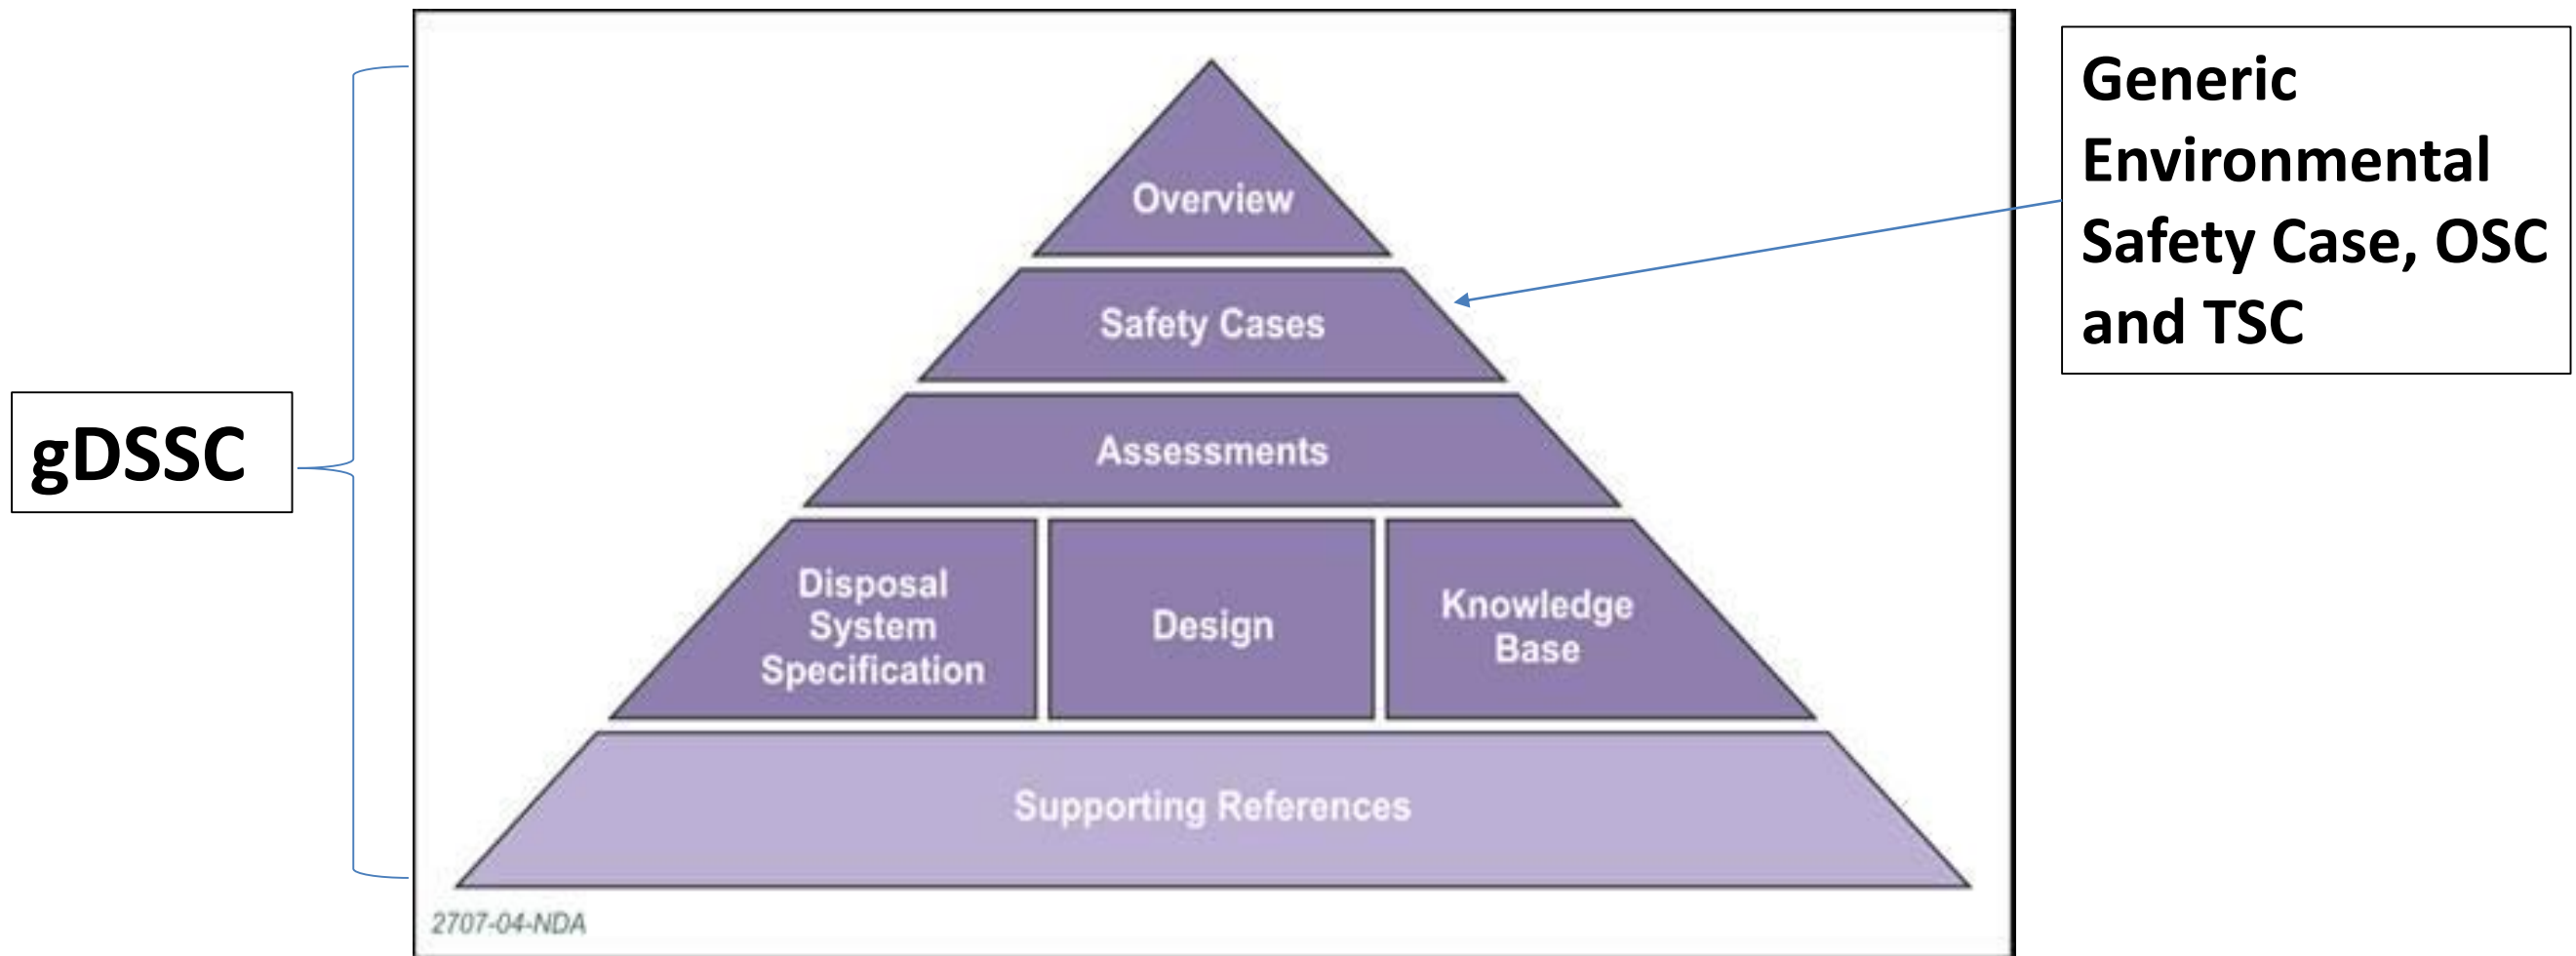 gDSSC
Overview
Safety Cases
Assessments
Disposal
System
Specification
Design
Knowledge
Base
Supporting References
2707-04-NDA
Generic
Environmental
Safety Case, OSC
and TSC